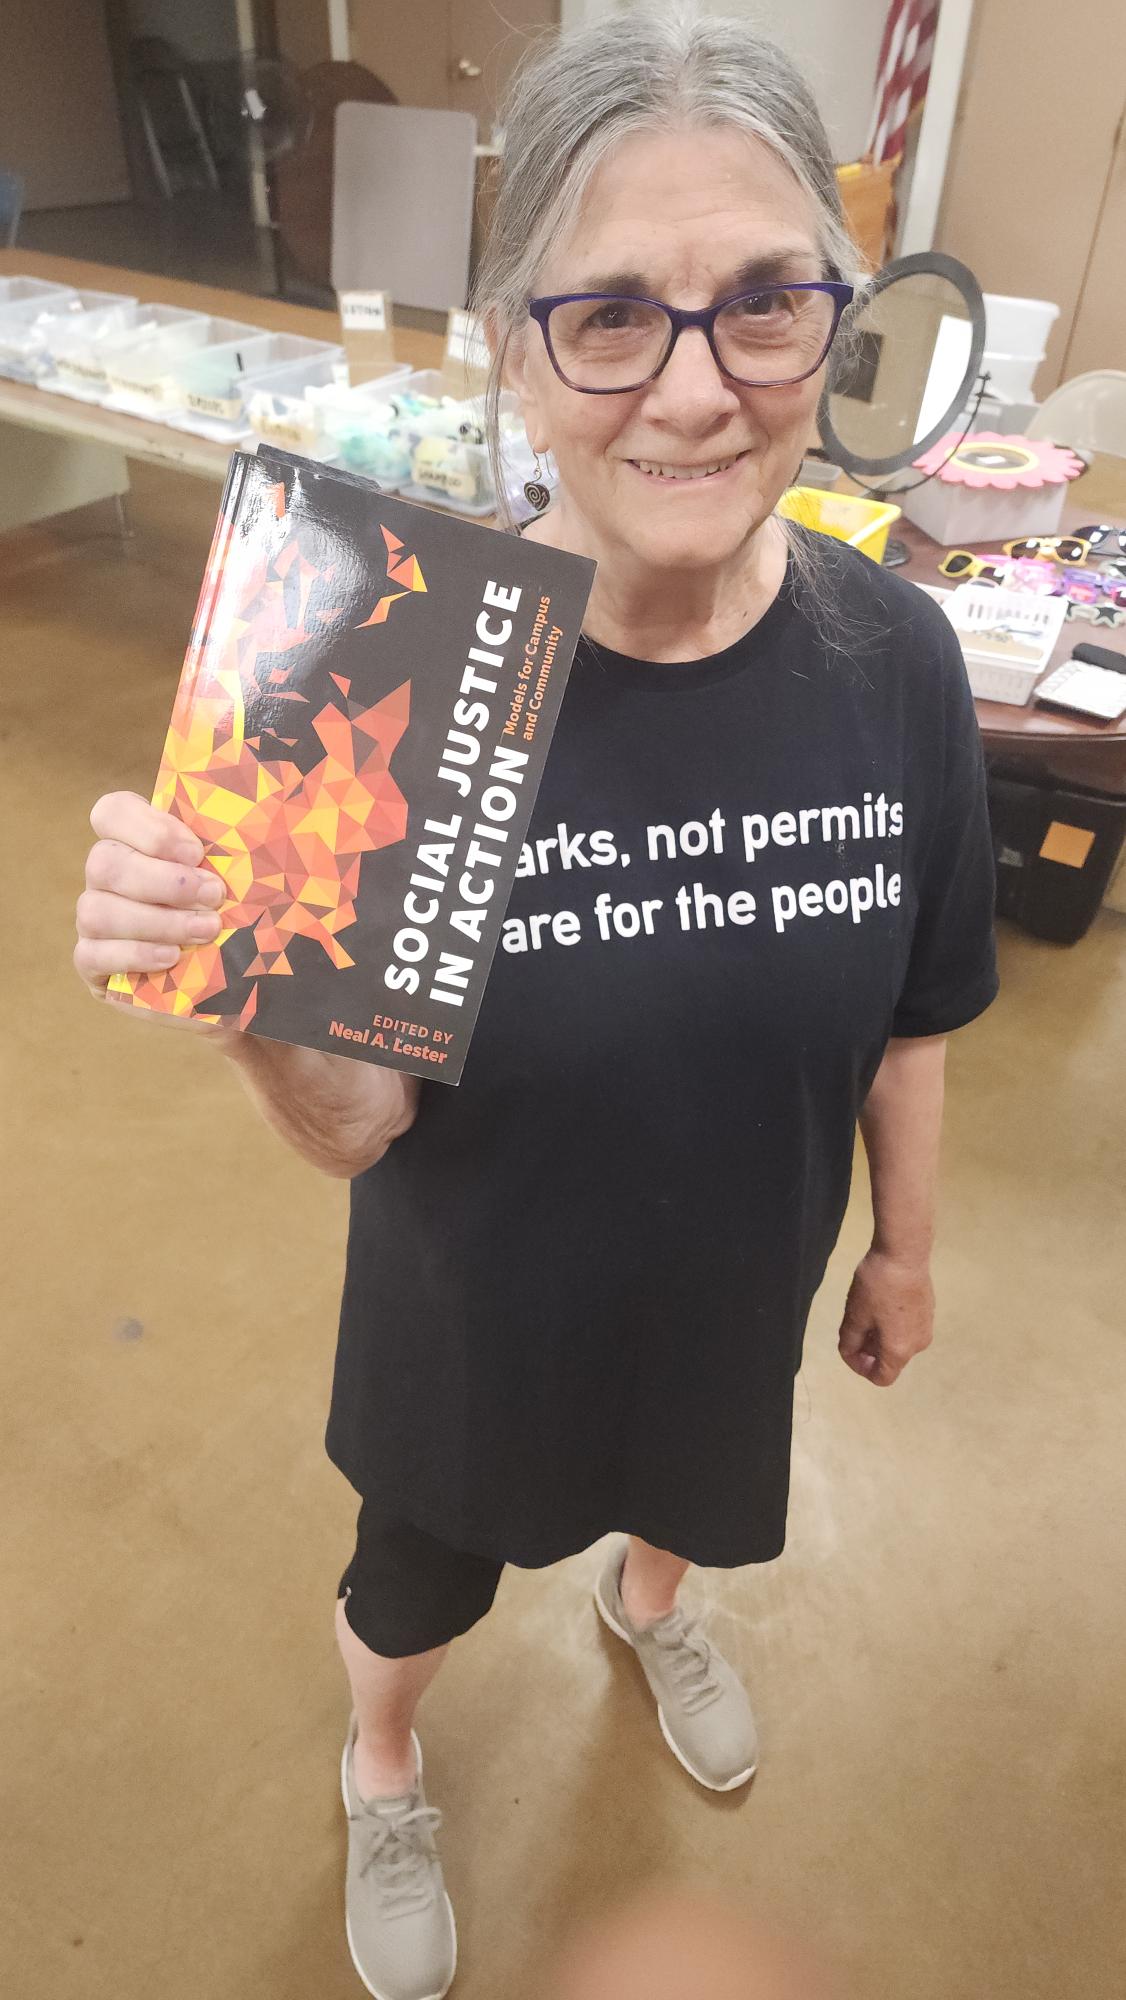 SOCIAL JUSTICE
IN ACTION
Models for Campus
and Community
EDITED BY
Neal A. Lester
arks, not permits
are for the people
LOTION